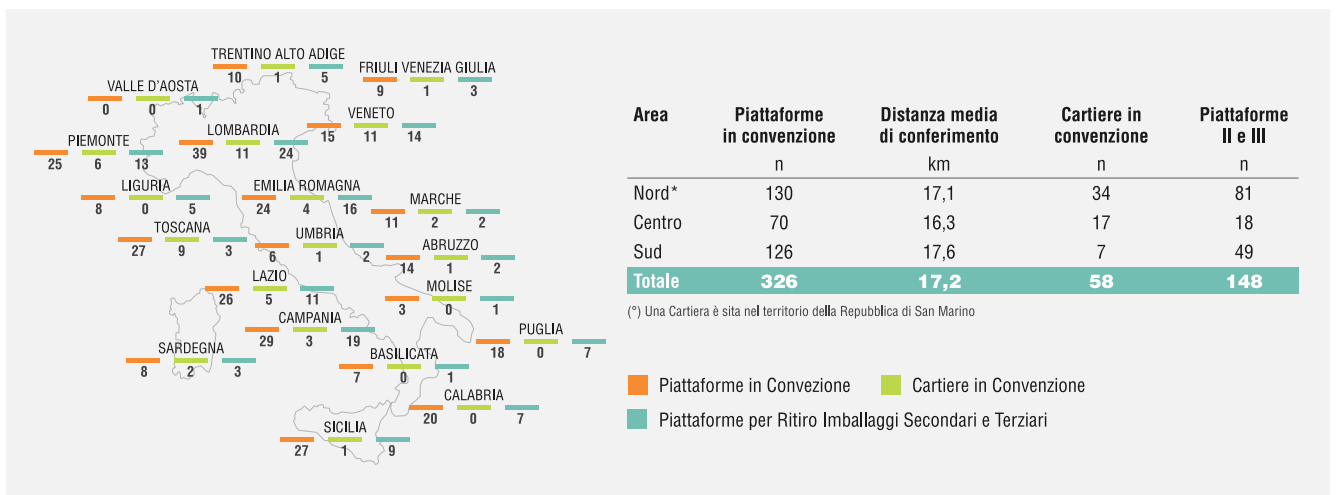 TRENTINO ALTO ADIGE
10 1 5
FRIULI VENEZIA GIULIA
9 1 3
VALLE D'AOSTA
0 0 1
VENETO
15 11 14
LOMBARDIA
39 11 24
PIEMONTE
25 6 13
LIGURIA
8 0 5
EMILIA ROMAGNA
24 4 16
MARCHE
11 2 2
TOSCANA
27 9 3
UMBRIA
6 1 2
ABRUZZO
14 1 2
LAZIO
26 5 11
MOLISE
3 0 1
CAMPANIA
29 3 19
PUGLIA
18 0 7
SARDEGNA
8 2 3
BASILICATA
7 0 1
CALABRIA
20 0 7
SICILIA
27 1 9
Area Piattaforme Distanza media Cartiere in Piattaforme
in convenzione di conferimento convenzione II e III
n km n n
Nord* 130 17,1 34 81
Centro 70 16,3 17 18
Sud 126 17,6 7 49
Totale 326 17,2 58 148
(°) Una Cartiera è sita nel territorio della Repubblica di San Marino
Piattaforme in Convezione Cartiere in Convenzione
Piattaforme per Ritiro Imballaggi Secondari e Terziari